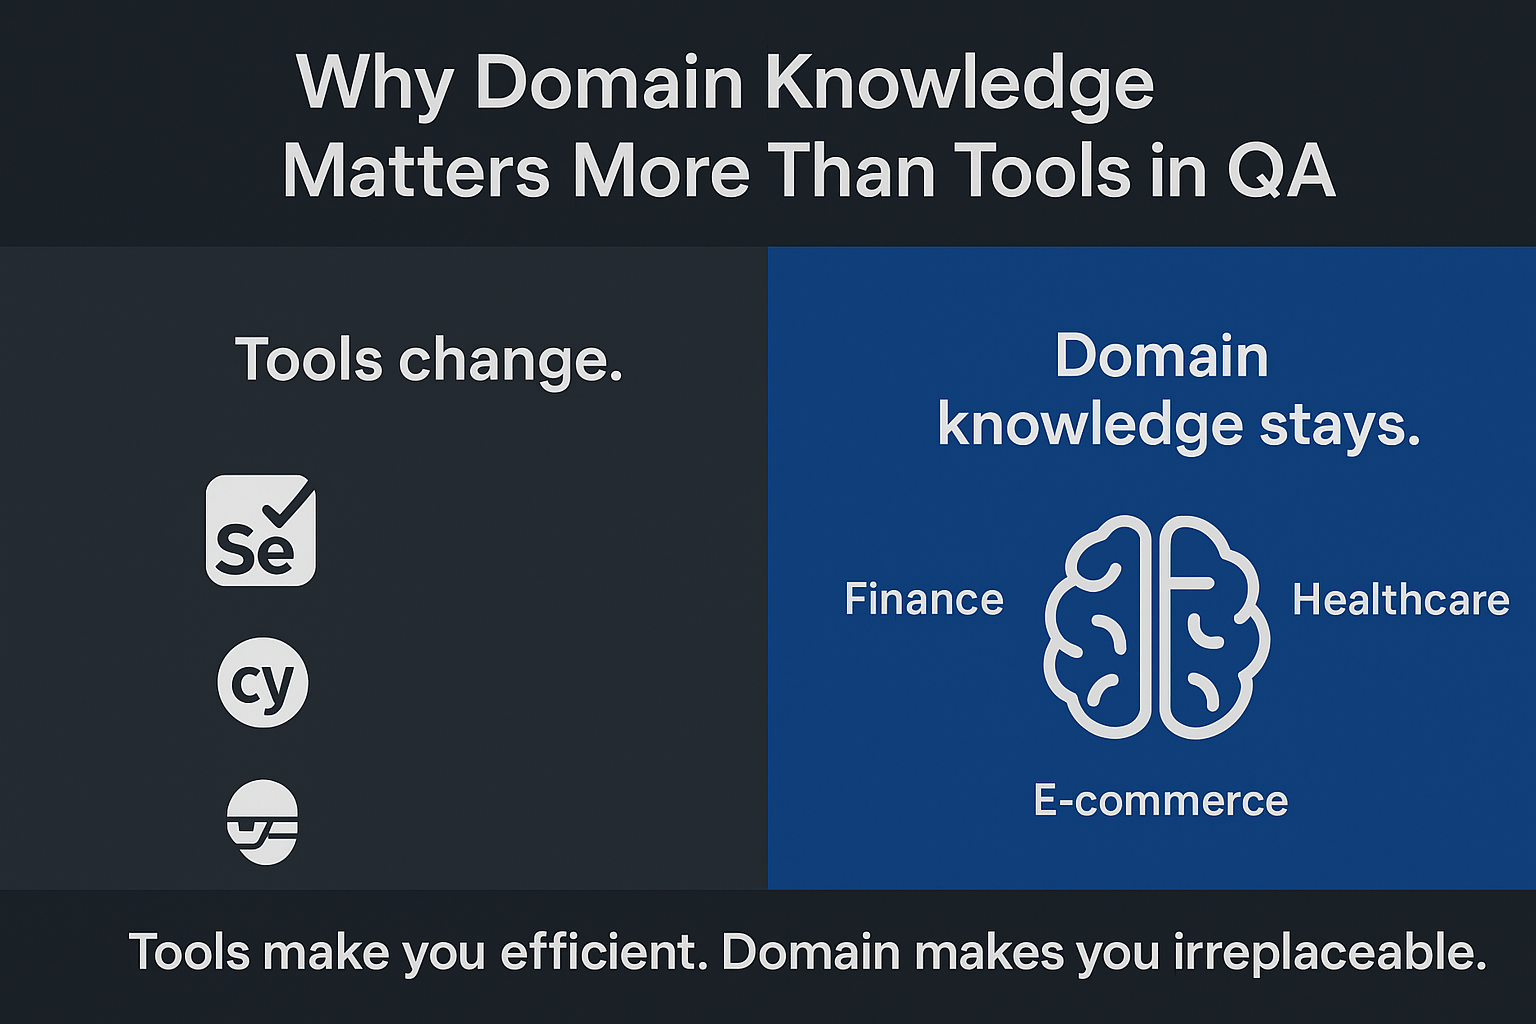 Why Domain Knowledge
Matters More Than Tools in QA
Tools change.
Se
cy
Domain
knowledge stays.
Finance
Healthcare
E-commerce
Tools make you efficient. Domain makes you irreplaceable.